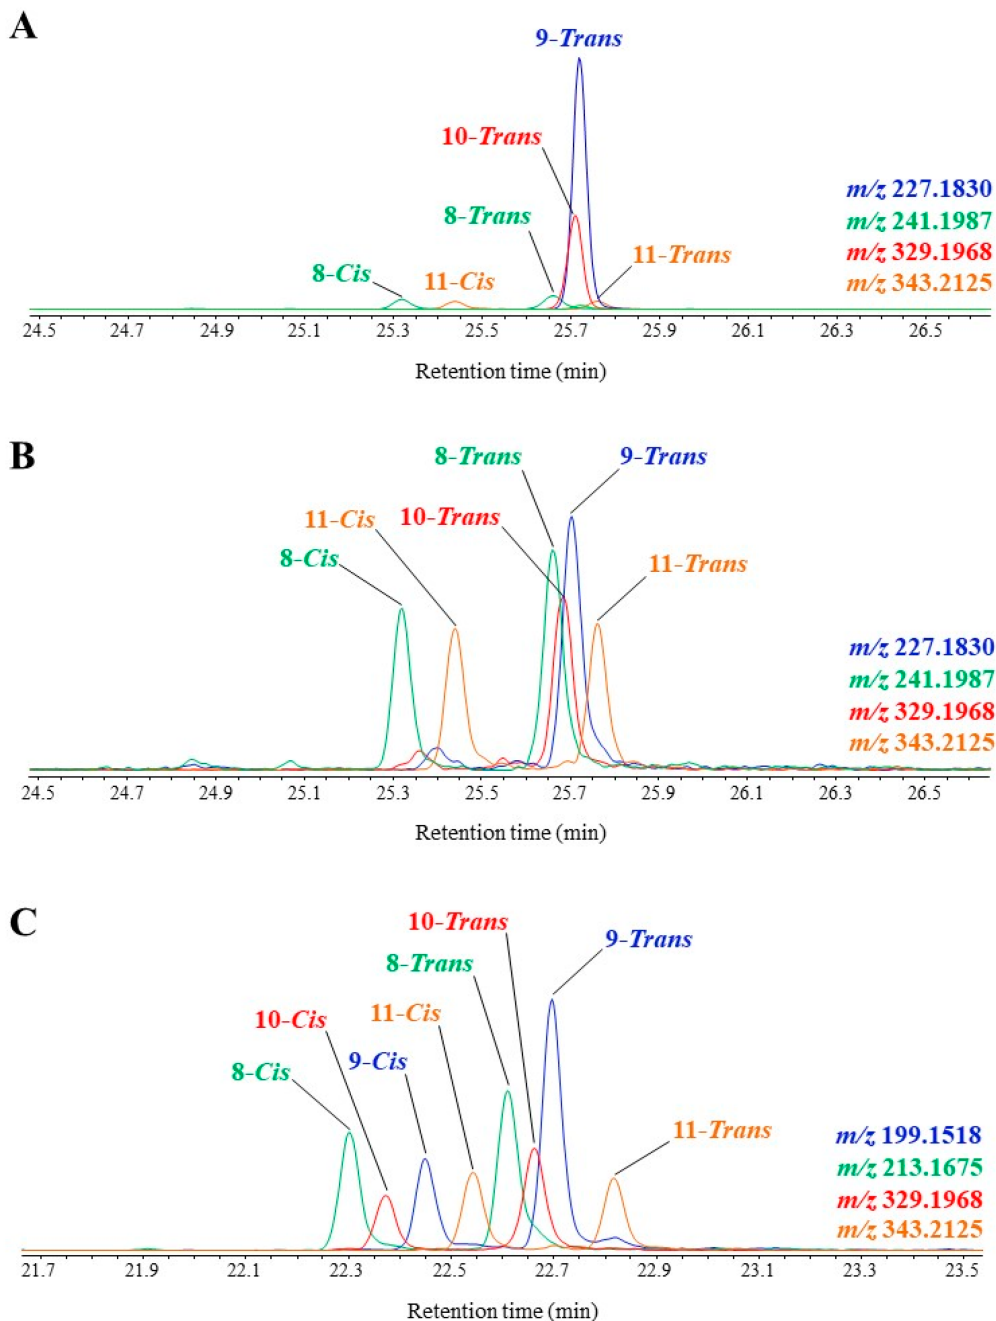 A
9-Trans
10-Trans
8-Trans
11-Trans
8-Cis
11-Cis
m/z 227.1830
m/z 241.1987
m/z 329.1968
m/z 343.2125
24.5 24.7 24.9 25.1 25.3 25.5 25.7 25.9 26.1 26.3 26.5
Retention time (min)
B
8-Trans
9-Trans
11-Cis
10-Trans
8-Cis
11-Trans
m/z 227.1830
m/z 241.1987
m/z 329.1968
m/z 343.2125
24.5 24.7 24.9 25.1 25.3 25.5 25.7 25.9 26.1 26.3 26.5
Retention time (min)
C
10-Trans
9-Trans
8-Trans
11-Cis
10-Cis
9-Cis
8-Cis
11-Trans
m/z 199.1518
m/z 213.1675
m/z 329.1968
m/z 343.2125
21.7 21.9 22.1 22.3 22.5 22.7 22.9 23.1 23.3 23.5
Retention time (min)